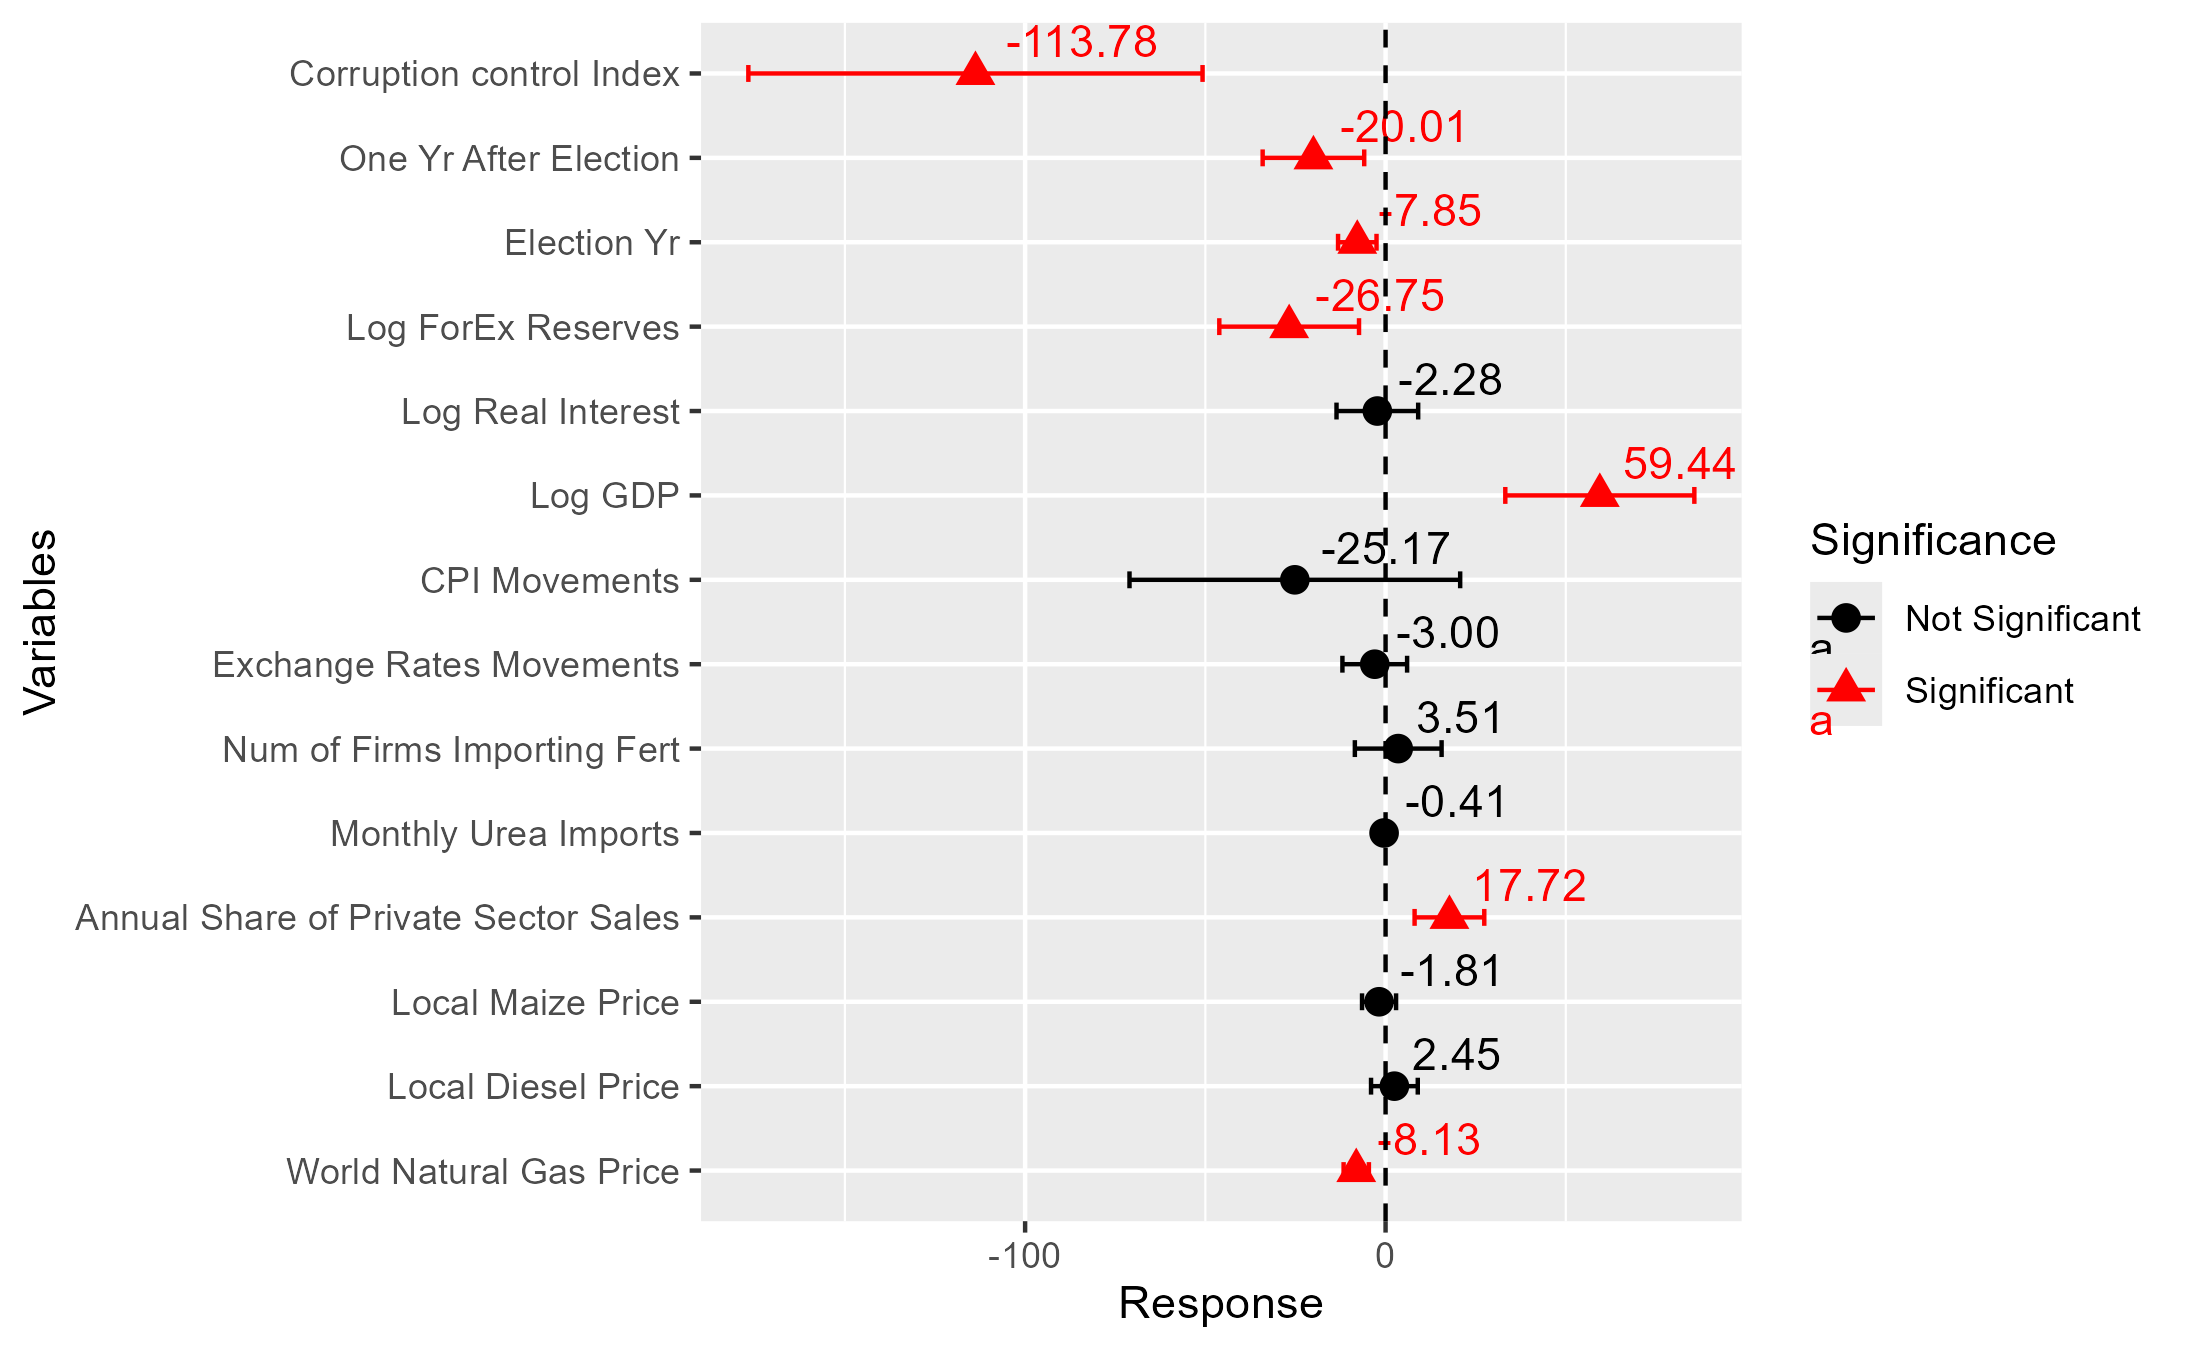 Corruption control Index
-113.78
One Yr After Election
-20.01
Election Yr
-7.85
Log ForEx Reserves
-26.75
Log Real Interest
-2.28
Log GDP
59.44
CPI Movements
-25.17
Exchange Rates Movements
-3.00
Num of Firms Importing Fert
3.51
Monthly Urea Imports
-0.41
Annual Share of Private Sector Sales
17.72
Local Maize Price
-1.81
Local Diesel Price
2.45
World Natural Gas Price
-8.13
-100
0
Response
Variables
Significance
a
Not Significant
a
Significant